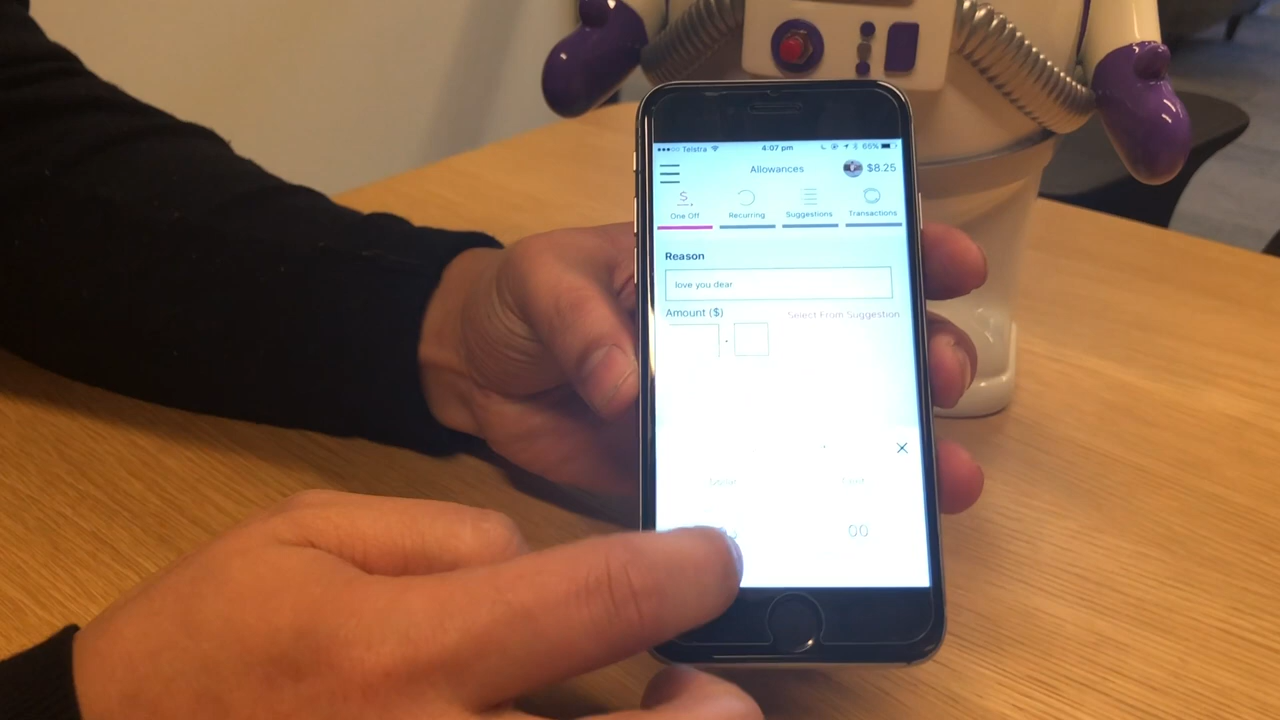 Telstra 4:07 pm 65%
Allowances $8.25
$
One Off Recurring Suggestions Transactions
Reason
love you dear
Amount ($) Select From Suggestion
.
00